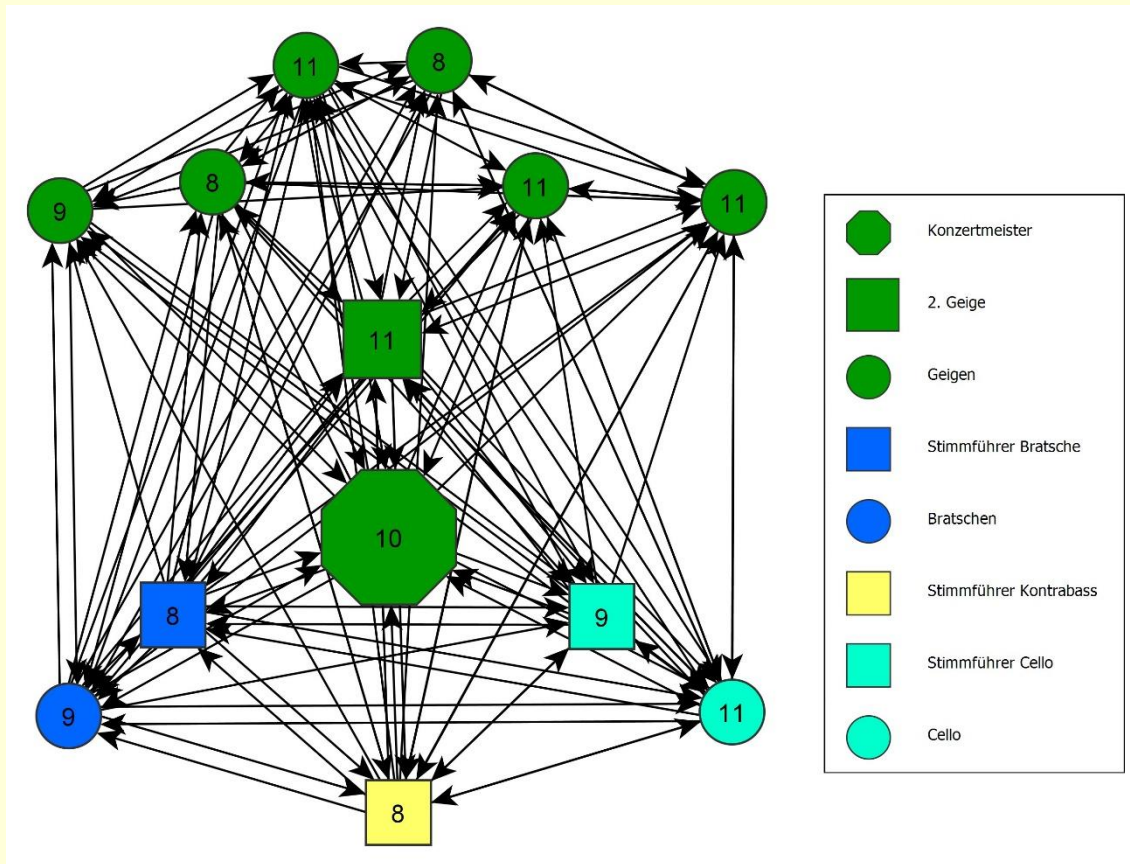 11
8
9
8
11
11
11
10
8
9
9
11
8
Konzertmeister
2. Geige
Geigen
Stimmführer Bratsche
Bratschen
Stimmführer Kontrabass
Stimmführer Cello
Cello